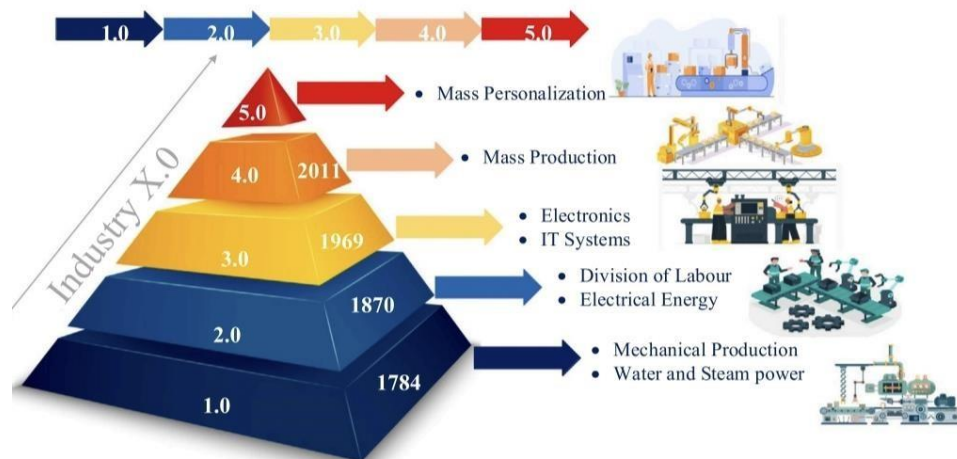 1.0 2.0 3.0 4.0 5.0
Industry X.0
5.0
• Mass Personalization
4.0 2011
• Mass Production
3.0 1969
• Electronics
• IT Systems
2.0 1870
• Division of Labour
• Electrical Energy
1.0 1784
• Mechanical Production
• Water and Steam power